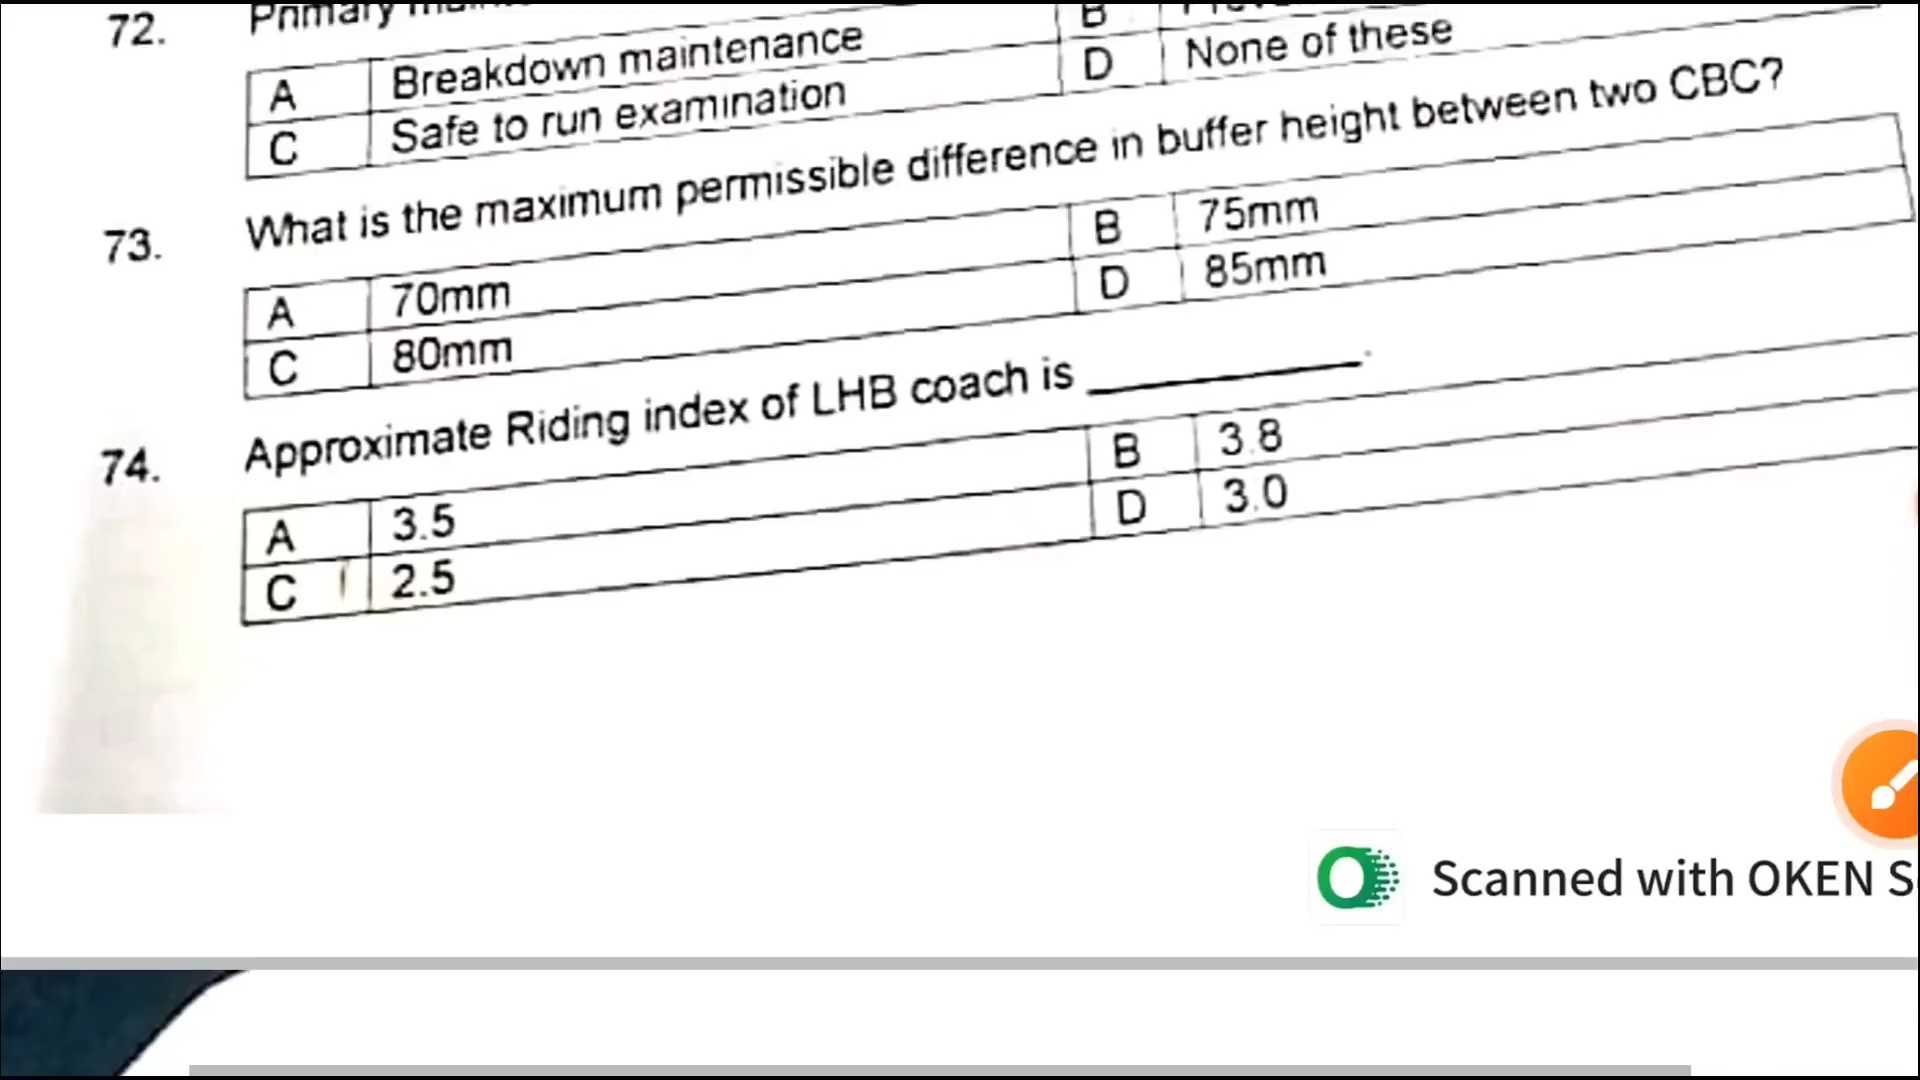 72. Primary
A Breakdown maintenance B
C Safe to run examination D None of these
73. What is the maximum permissible difference in buffer height between two CBC?
A 70mm B 75mm
C 80mm D 85mm
74. Approximate Riding index of LHB coach is __________.
A 3.5 B 3.8
C 2.5 D 3.0
Scanned with OKEN S